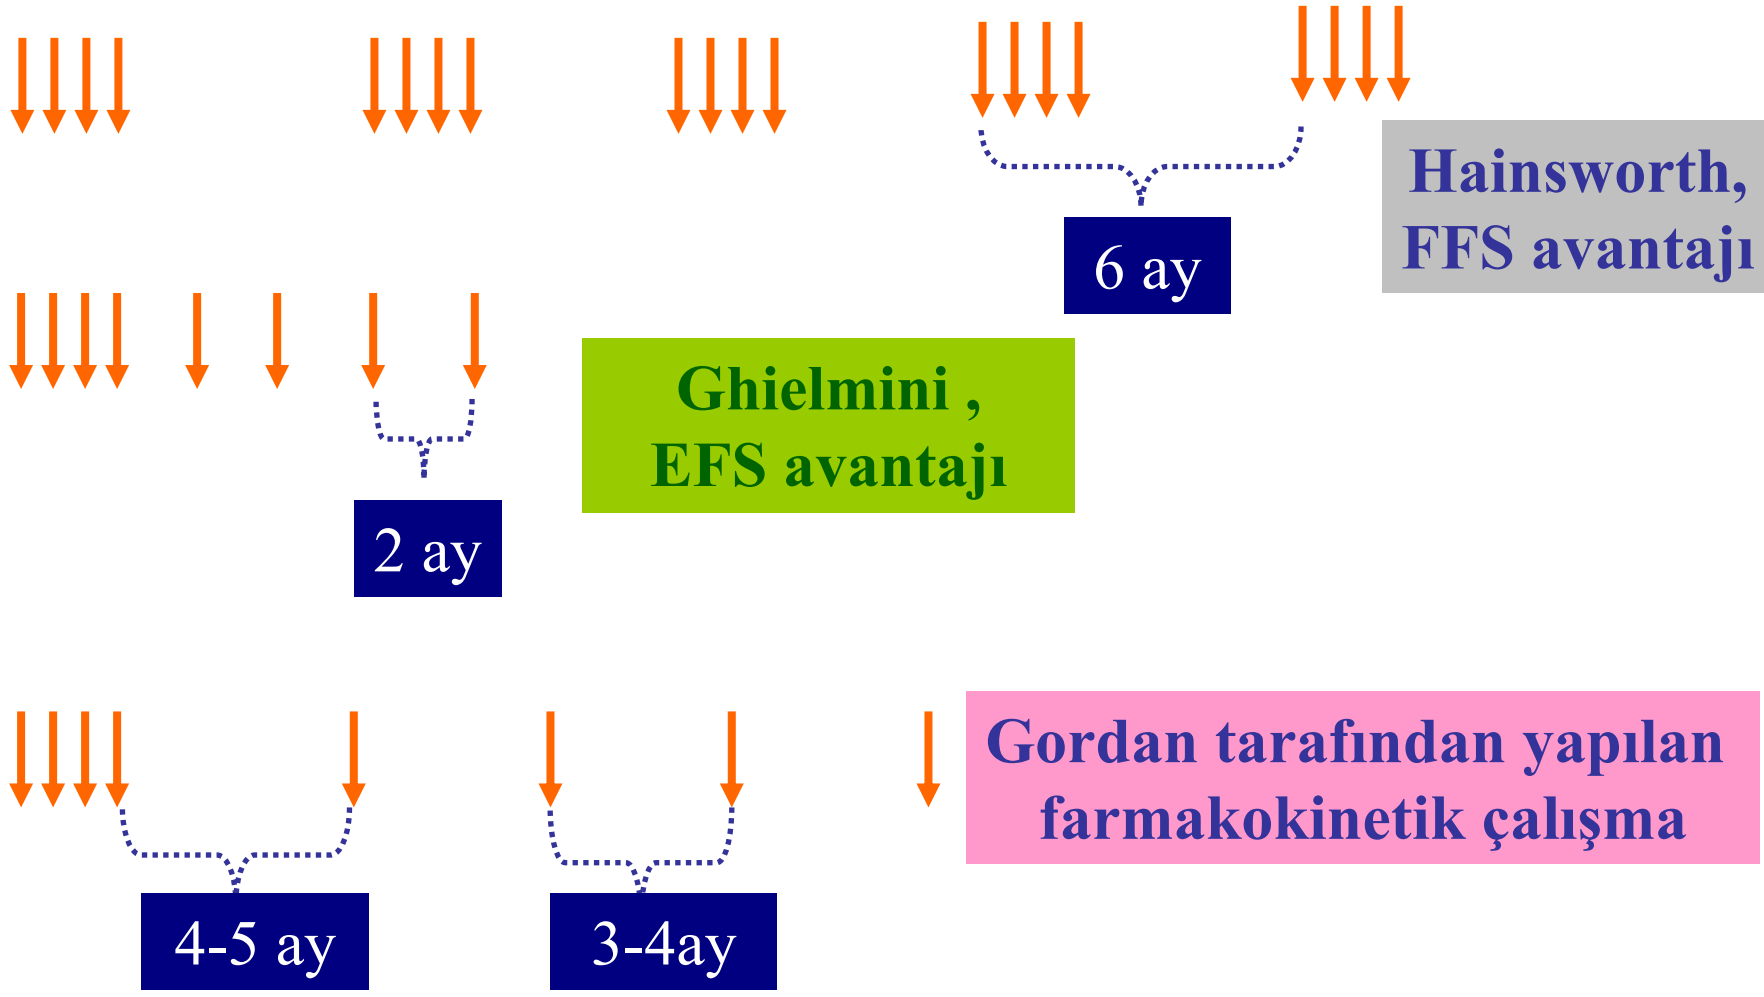 Hainsworth,
FFS avantajı
6 ay
Ghielmini ,
EFS avantajı
2 ay
Gordan tarafından yapılan
farmakokinetik çalışma
4-5 ay
3-4ay